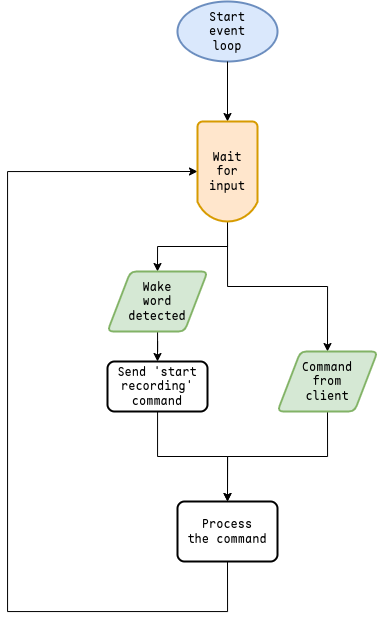 Start
event
loop
Wait
for
input
Wake
word
detected
Send 'start
recording'
command
Command
from
client
Process
the command